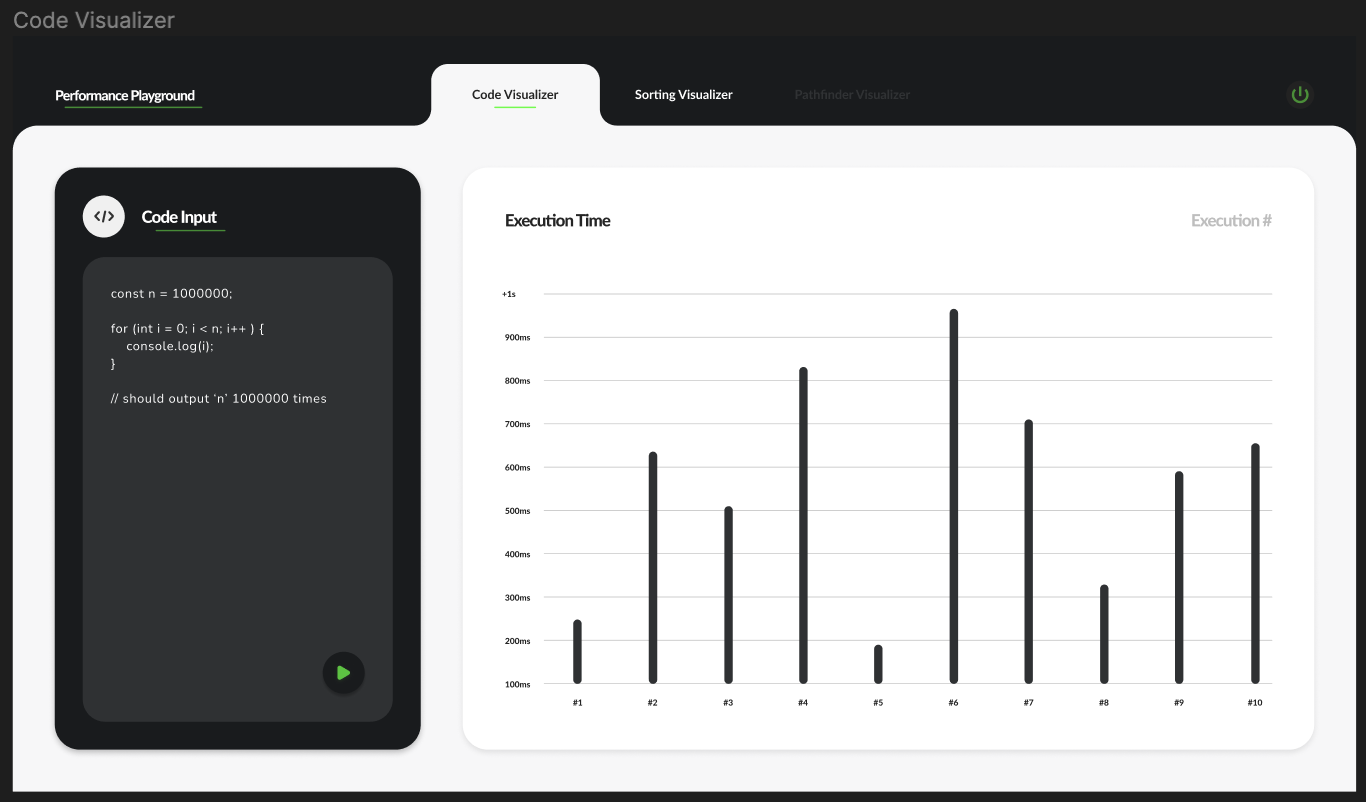 Code Visualizer
Performance Playground
Code Visualizer
Sorting Visualizer
Pathfinder Visualizer
</> Code Input
const n = 1000000;
for (int i = 0; i < n; i++ ) {
console.log(i);
}
// should output ‘n’ 1000000 times
Execution Time
Execution #
+1s
900ms
800ms
700ms
600ms
500ms
400ms
300ms
200ms
100ms
#1 #2 #3 #4 #5 #6 #7 #8 #9 #10